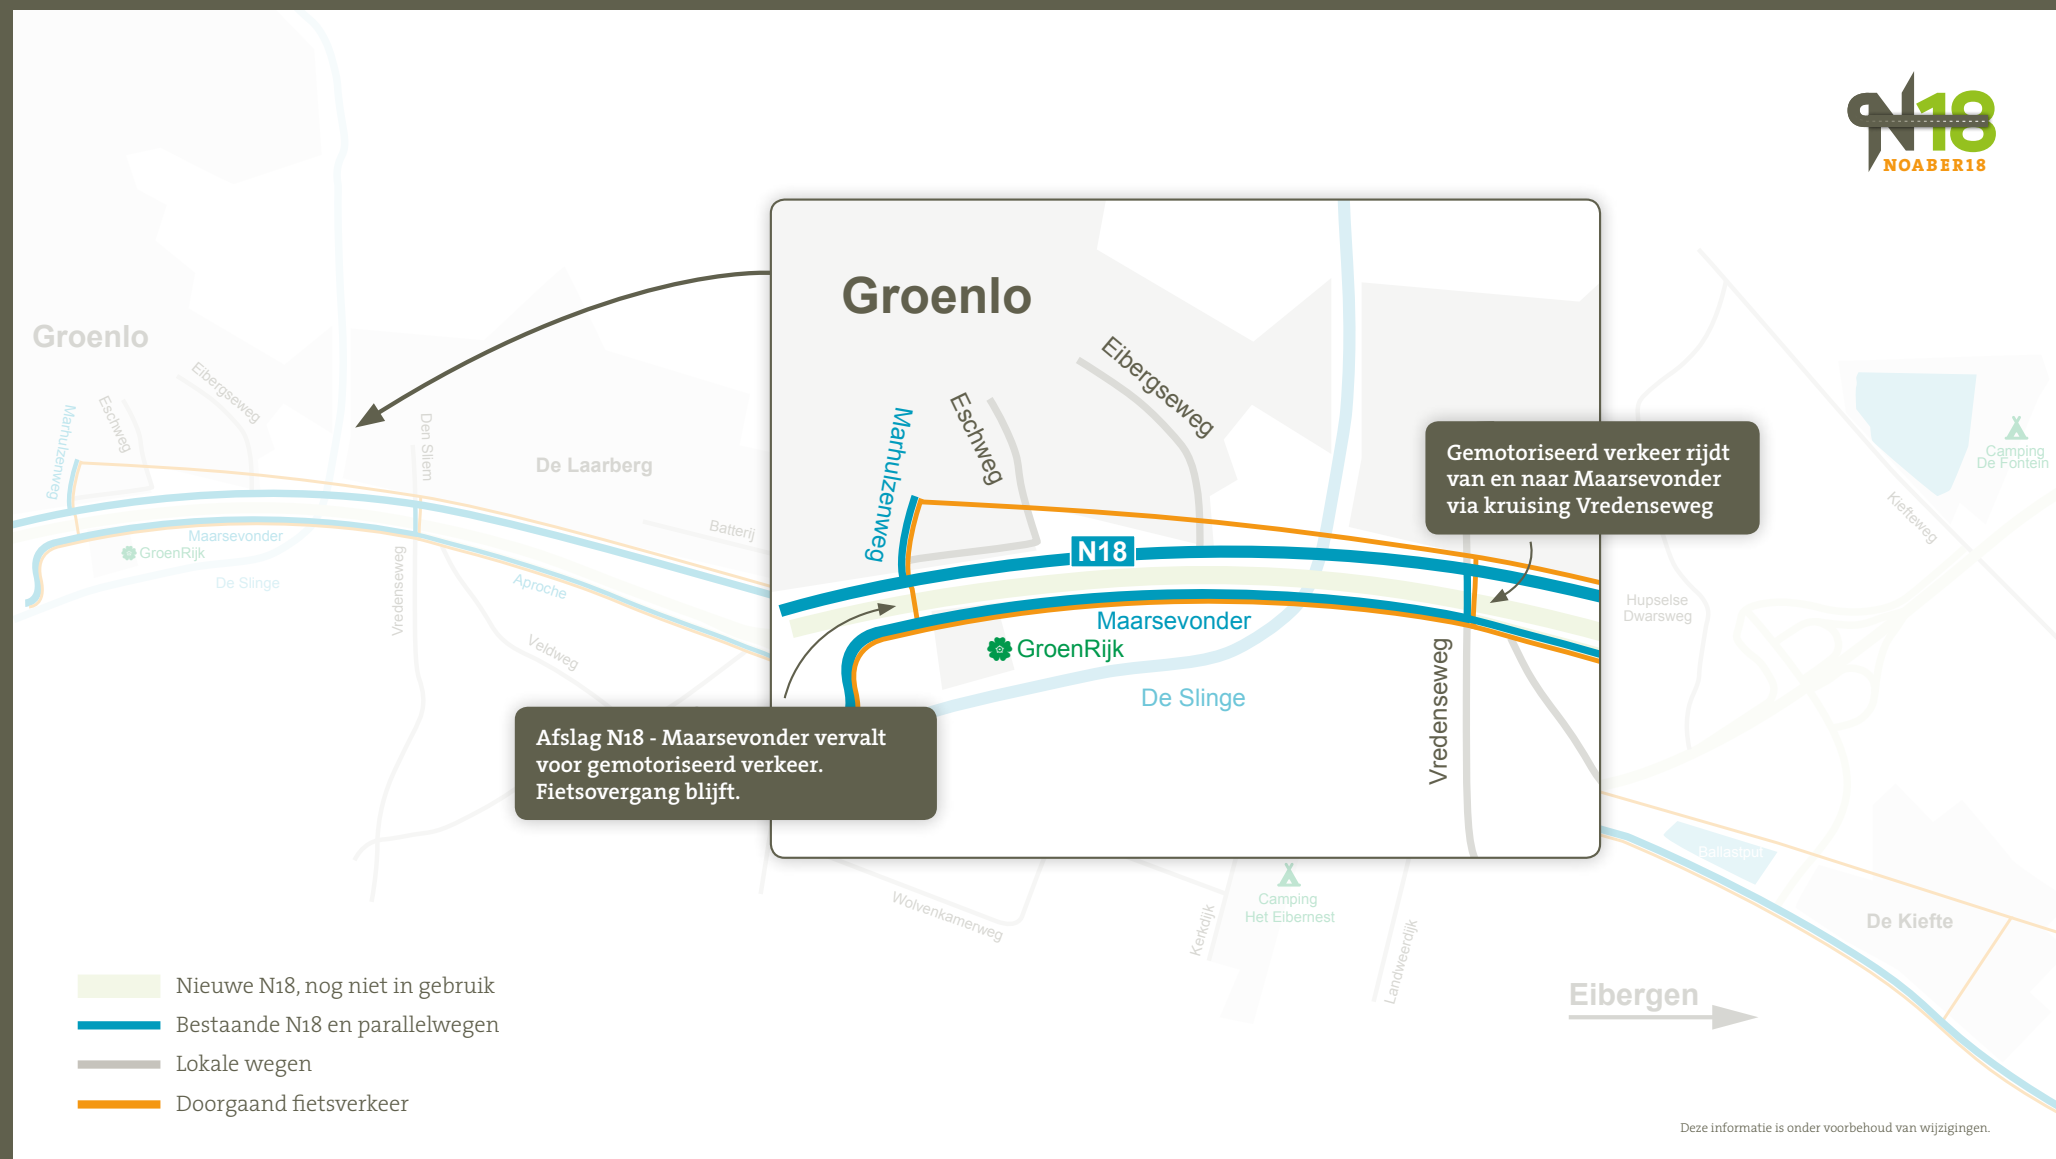 N18
NOABER18
Groenlo
Eibergseweg
Eschweg
Marhulzenweg
N18
Gemotoriseerd verkeer rijdt
van en naar Maarsevonder
via kruising Vredenseweg
Maarsevonder
GroenRijk
De Slinge
Vredenseweg
Afslag N18 - Maarsevonder vervalt
voor gemotoriseerd verkeer.
Fietsovergang blijft.
Groenlo
Eibergseweg
Eschweg
Marhulzenweg
Den Sliem
De Laarberg
Batterij
Maarsevonder
GroenRijk
De Slinge
Vredenseweg
Aproche
Veldweg
Camping
De Fontein
Kiefteweg
Hupselse
Dwarsweg
Ballastput
De Kiefte
Wolvenkamerweg
Kerkdijk
Camping
Het Eibernest
Landweerdijk
Eibergen
Nieuwe N18, nog niet in gebruik
Bestaande N18 en parallelwegen
Lokale wegen
Doorgaand fietsverkeer
Deze informatie is onder voorbehoud van wijzigingen.